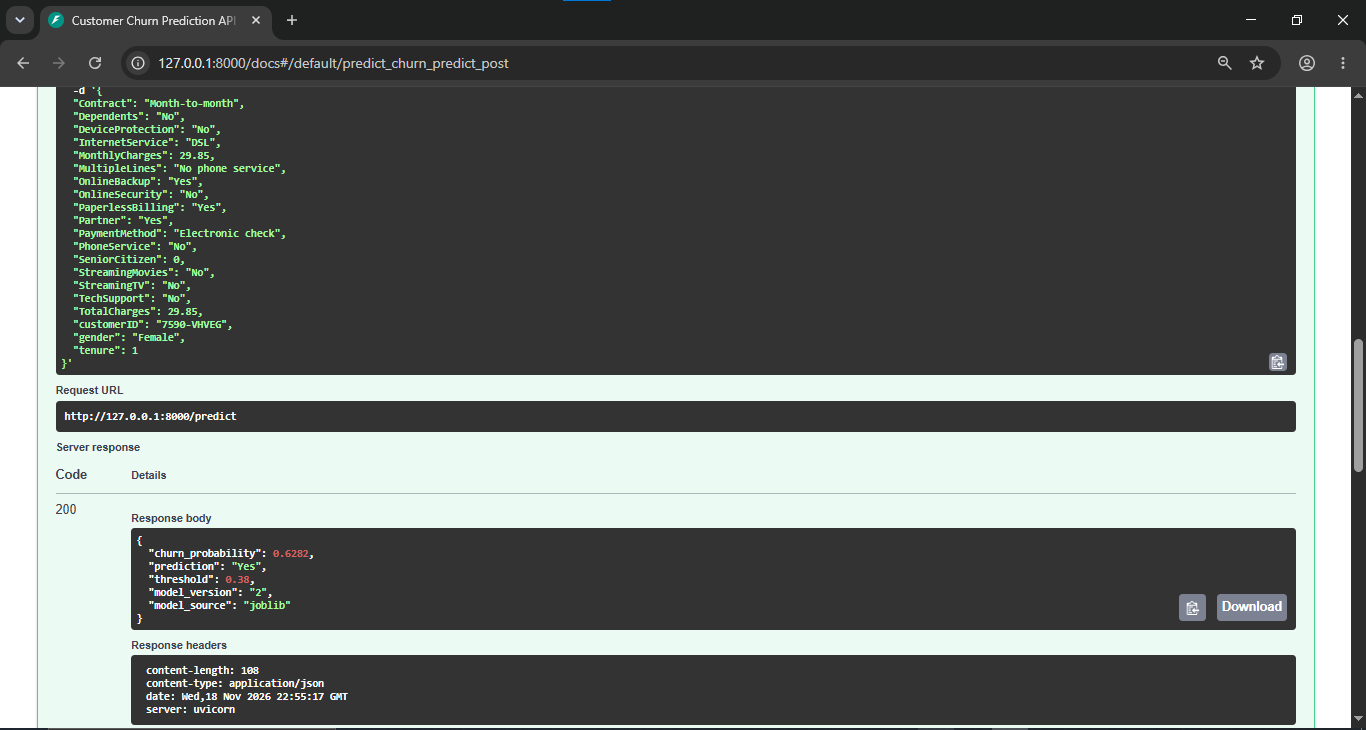 Customer Churn Prediction API
127.0.0.1:8000/docs#/default/predict_churn_predict_post
-d '{
"Contract": "Month-to-month",
"Dependents": "No",
"DeviceProtection": "No",
"InternetService": "DSL",
"MonthlyCharges": 29.85,
"MultipleLines": "No phone service",
"OnlineBackup": "Yes",
"OnlineSecurity": "No",
"PaperlessBilling": "Yes",
"Partner": "Yes",
"PaymentMethod": "Electronic check",
"PhoneService": "No",
"SeniorCitizen": 0,
"StreamingMovies": "No",
"StreamingTV": "No",
"TechSupport": "No",
"TotalCharges": 29.85,
"customerID": "7590-VHVEG",
"gender": "Female",
"tenure": 1
}'
Request URL
http://127.0.0.1:8000/predict
Server response
Code Details
200
Response body
{
"churn_probability": 0.6282,
"prediction": "Yes",
"threshold": 0.38,
"model_version": "2",
"model_source": "joblib"
}
Download
Response headers
content-length: 108
content-type: application/json
date: Wed,18 Nov 2026 22:55:17 GMT
server: uvicorn